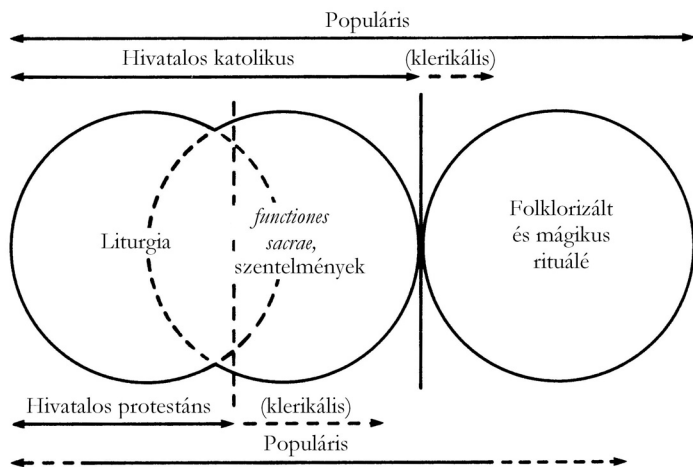 Populáris
Hivatalos katolikus
(klerikális)
Liturgia
functiones
sacrae,
szentelmények
Folklorizált
és mágikus
rituálé
Hivatalos protestáns
(klerikális)
Populáris